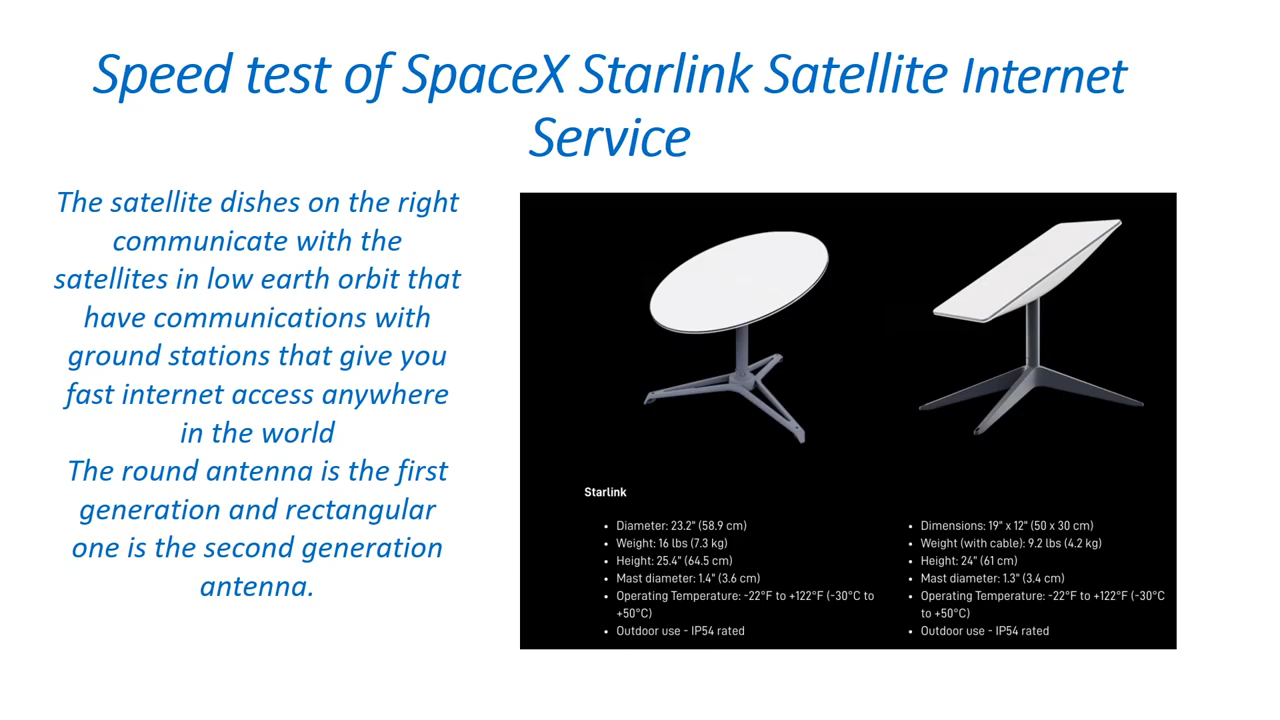 Speed test of SpaceX Starlink Satellite Internet
Service
The satellite dishes on the right
communicate with the
satellites in low earth orbit that
have communications with
ground stations that give you
fast internet access anywhere
in the world
The round antenna is the first
generation and rectangular
one is the second generation
antenna.
Starlink
• Diameter: 23.2" (58.9 cm)
• Weight: 16 lbs (7.3 kg)
• Height: 25.4" (64.5 cm)
• Mast diameter: 1.4" (3.6 cm)
• Operating Temperature: -22°F to +122°F (-30°C to
+50°C)
• Outdoor use - IP54 rated
• Dimensions: 19" x 12" (50 x 30 cm)
• Weight (with cable): 9.2 lbs (4.2 kg)
• Height: 24" (61 cm)
• Mast diameter: 1.3" (3.4 cm)
• Operating Temperature: -22°F to +122°F (-30°C
to +50°C)
• Outdoor use - IP54 rated